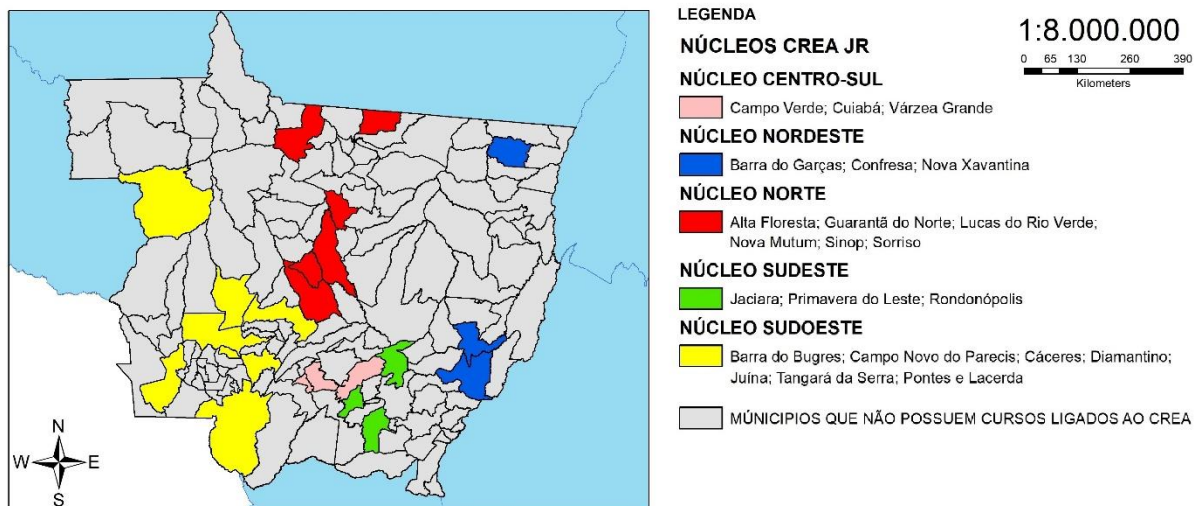 LEGENDA
NÚCLEOS CREA JR
NÚCLEO CENTRO-SUL
Campo Verde; Cuiabá; Várzea Grande
NÚCLEO NORDESTE
Barra do Garças; Confresa; Nova Xavantina
NÚCLEO NORTE
Alta Floresta; Guarantã do Norte; Lucas do Rio Verde;
Nova Mutum; Sinop; Sorriso
NÚCLEO SUDESTE
Jaciara; Primavera do Leste; Rondonópolis
NÚCLEO SUDOESTE
Barra do Bugres; Campo Novo do Parecis; Cáceres; Diamantino;
Juína; Tangará da Serra; Pontes e Lacerda
MÚNICIPIOS QUE NÃO POSSUEM CURSOS LIGADOS AO CREA
1:8.000.000
0 65 130 260 390
Kilometers
N
W E
S